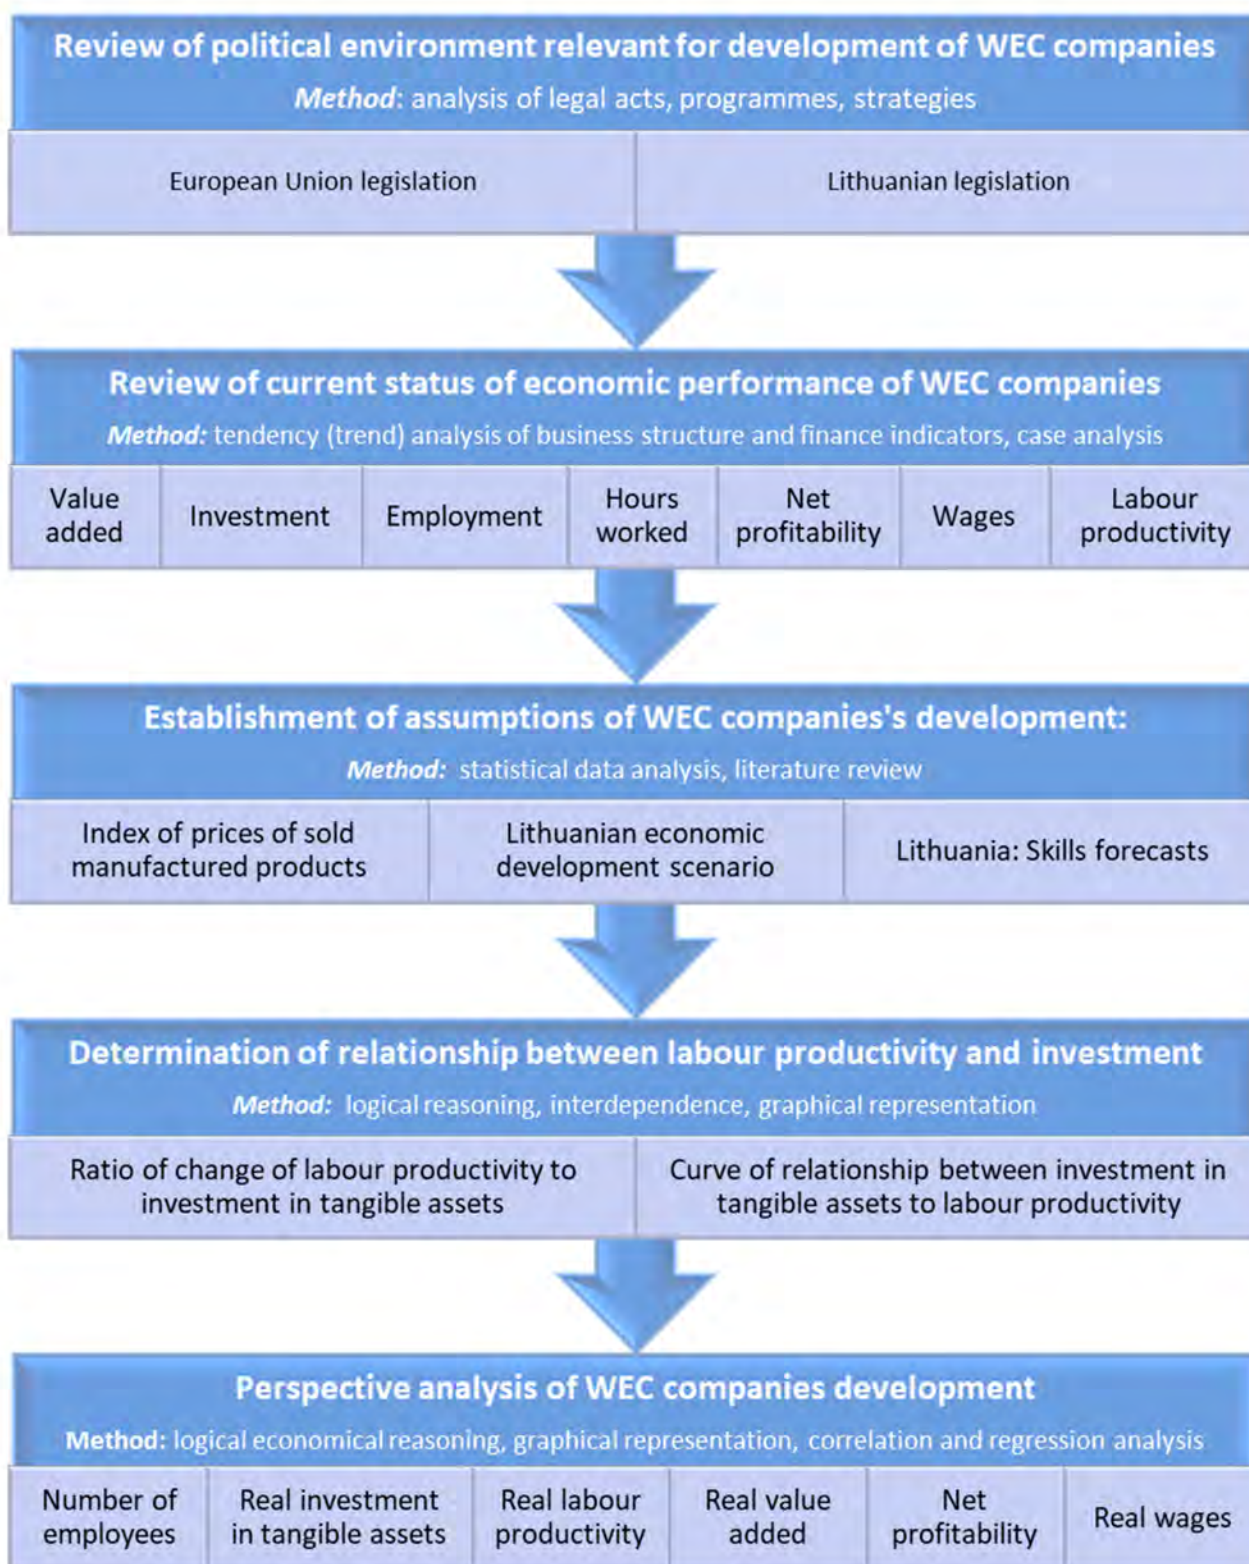 Review of political environment relevant for development of WEC companies
Method: analysis of legal acts, programmes, strategies
European Union legislation
Lithuanian legislation
Review of current status of economic performance of WEC companies
Method: tendency (trend) analysis of business structure and finance indicators, case analysis
Value
added
Investment
Employment
Hours
worked
Net
profitability
Wages
Labour
productivity
Establishment of assumptions of WEC companies's development:
Method: statistical data analysis, literature review
Index of prices of sold
manufactured products
Lithuanian economic
development scenario
Lithuania: Skills forecasts
Determination of relationship between labour productivity and investment
Method: logical reasoning, interdependence, graphical representation
Ratio of change of labour productivity to
investment in tangible assets
Curve of relationship between investment in
tangible assets to labour productivity
Perspective analysis of WEC companies development
Method: logical economical reasoning, graphical representation, correlation and regression analysis
Number of
employees
Real investment
in tangible assets
Real labour
productivity
Real value
added
Net
profitability
Real wages